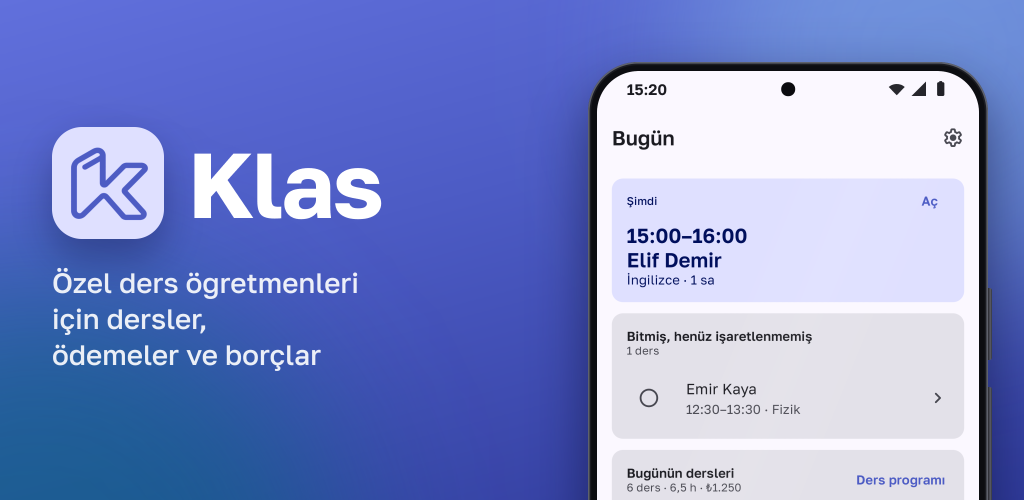 Klas
Özel ders ögretmenleri
için dersler,
ödemeler ve borçlar
15:20
Bugün
Şimdi
Aç
15:00–16:00
Elif Demir
İngilizce · 1 sa
Bitmiş, henüz işaretlenmemiş
1 ders
Emir Kaya
12:30–13:30 · Fizik
Bugünün dersleri
6 ders · 6,5 h · ₺1.250
Ders programı